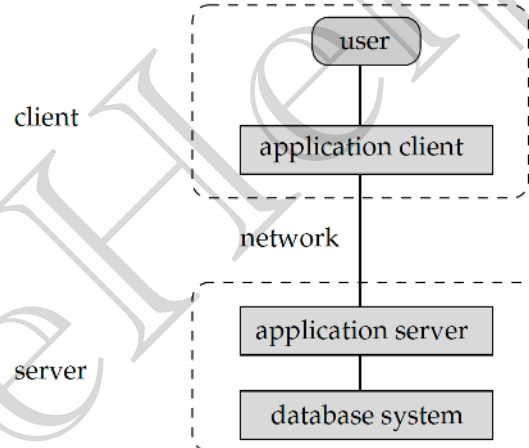 user
client
application client
network
application server
server
database system